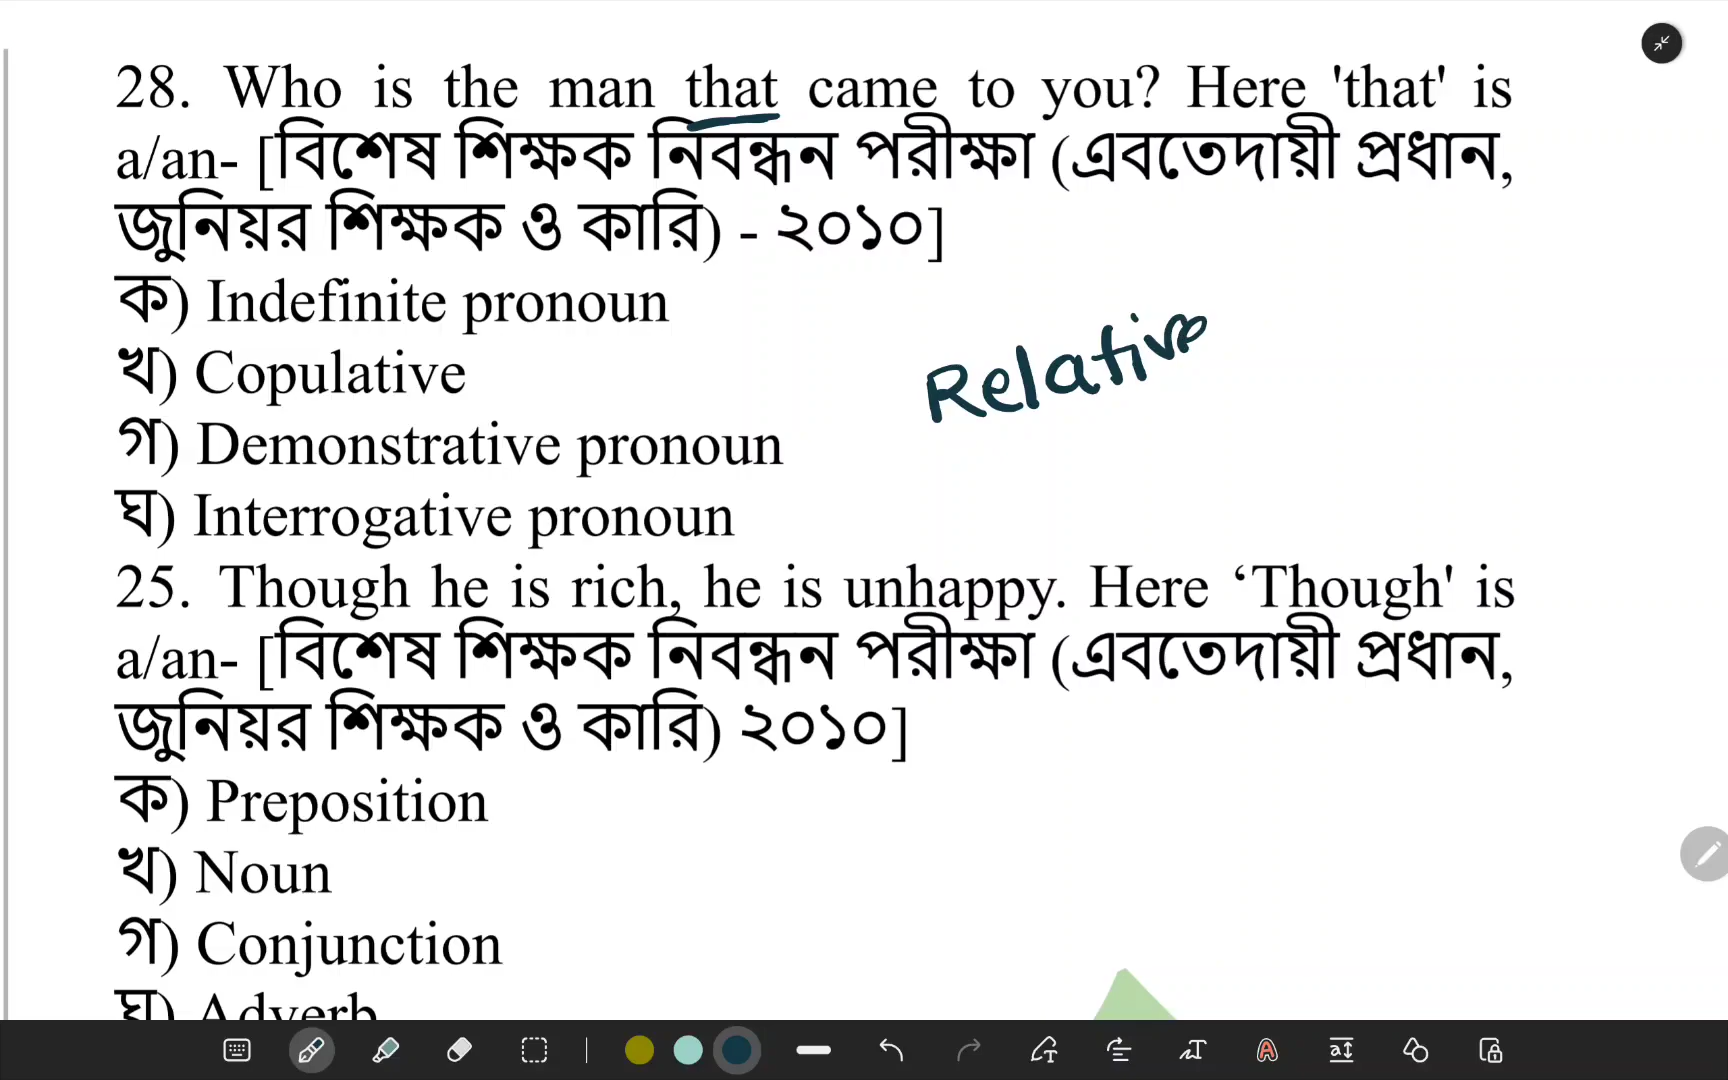 28. Who is the man that came to you? Here 'that' is
a/an- [বিশেষ শিক্ষক নিবন্ধন পরীক্ষা (এবতেদায়ী প্রধান,
জুনিয়র শিক্ষক ও কারি) - ২০১০]
ক) Indefinite pronoun
খ) Copulative
Relative
গ) Demonstrative pronoun
ঘ) Interrogative pronoun
25. Though he is rich, he is unhappy. Here ‘Though' is
a/an- [বিশেষ শিক্ষক নিবন্ধন পরীক্ষা (এবতেদায়ী প্রধান,
জুনিয়র শিক্ষক ও কারি) ২০১০]
ক) Preposition
খ) Noun
গ) Conjunction
ঘ) Adverb